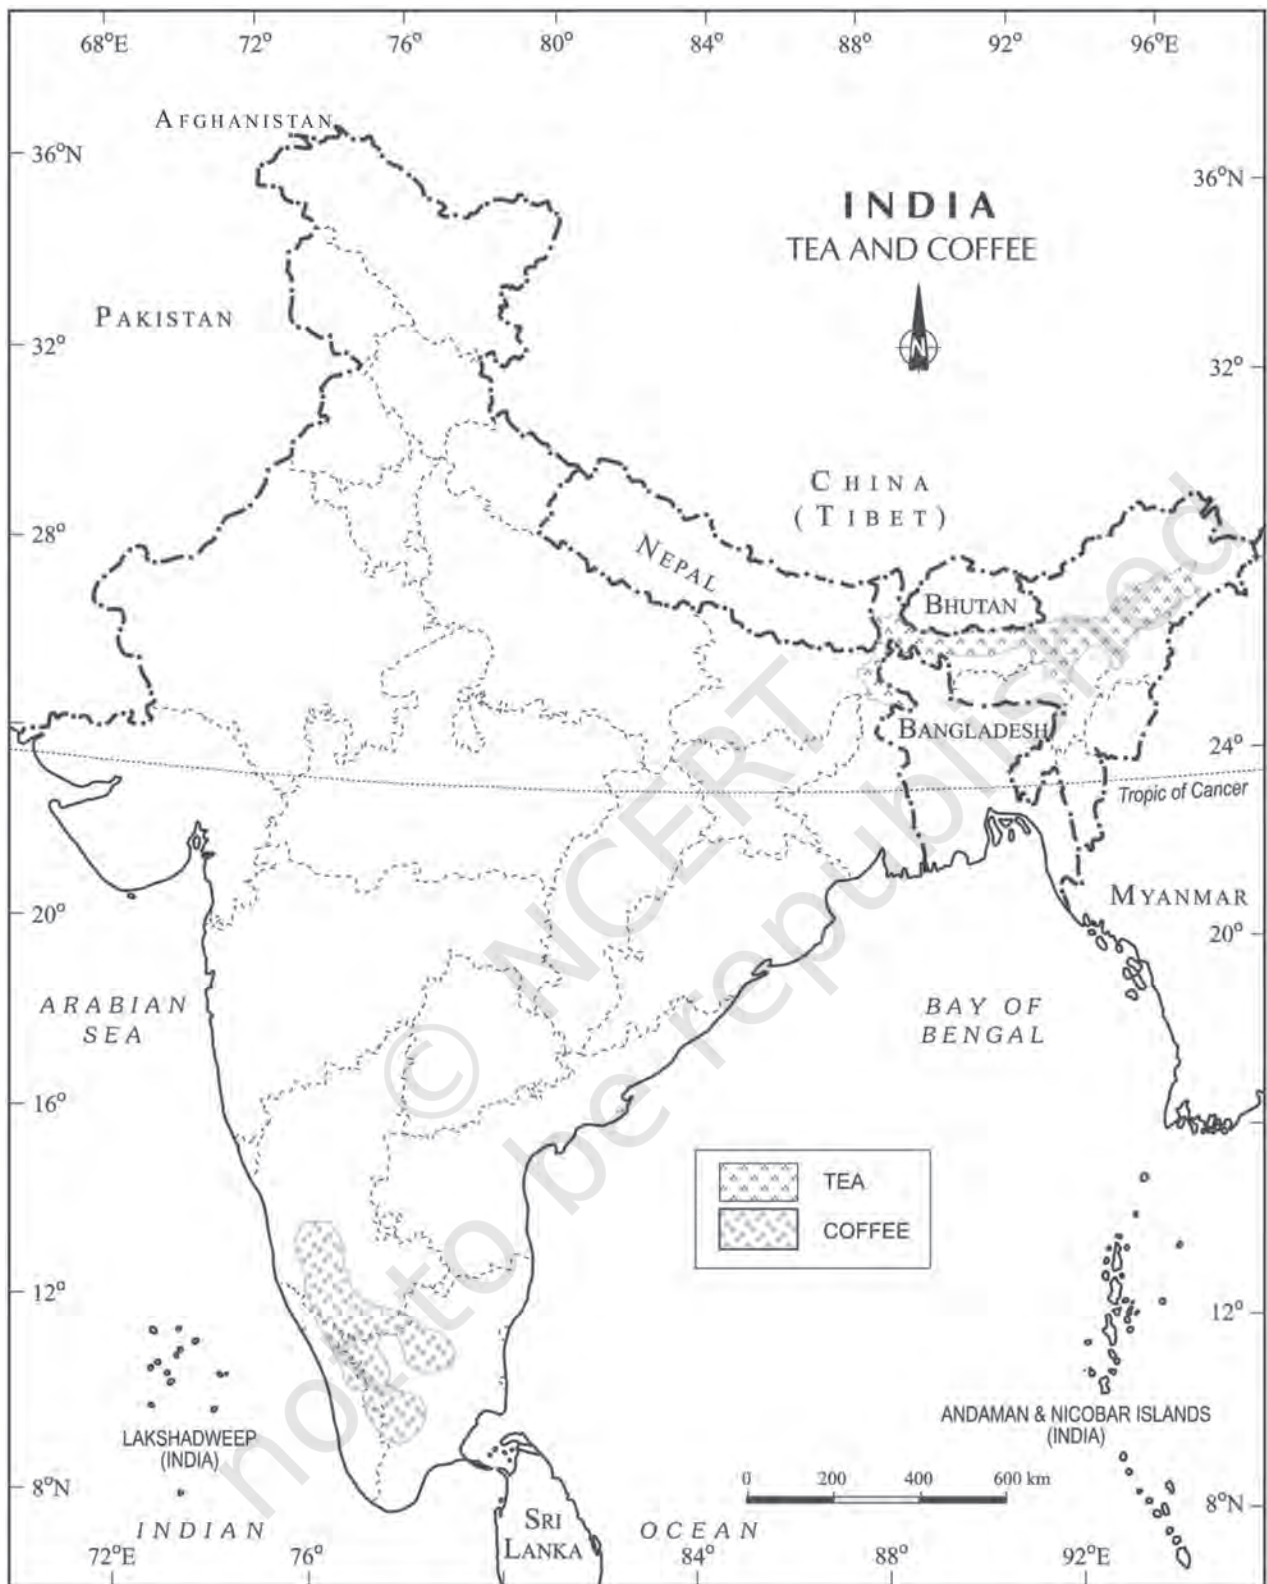 68°E 72° 76° 80° 84° 88° 92° 96°E
AFGHANISTAN
36°N
36°N
INDIA
TEA AND COFFEE
N
PAKISTAN
32°
32°
CHINA
(TIBET)
28°
NEPAL
BHUTAN
BANGLADESH
24°
Tropic of Cancer
MYANMAR
20°
20°
ARABIAN
SEA
BAY OF
BENGAL
16°
TEA
COFFEE
12°
12°
LAKSHADWEEP
(INDIA)
ANDAMAN & NICOBAR ISLANDS
(INDIA)
8°N
0 200 400 600 km
8°N
INDIAN
OCEAN
SRI
LANKA
72°E 76° 84° 88° 92°E
© NCERT
not to be republished